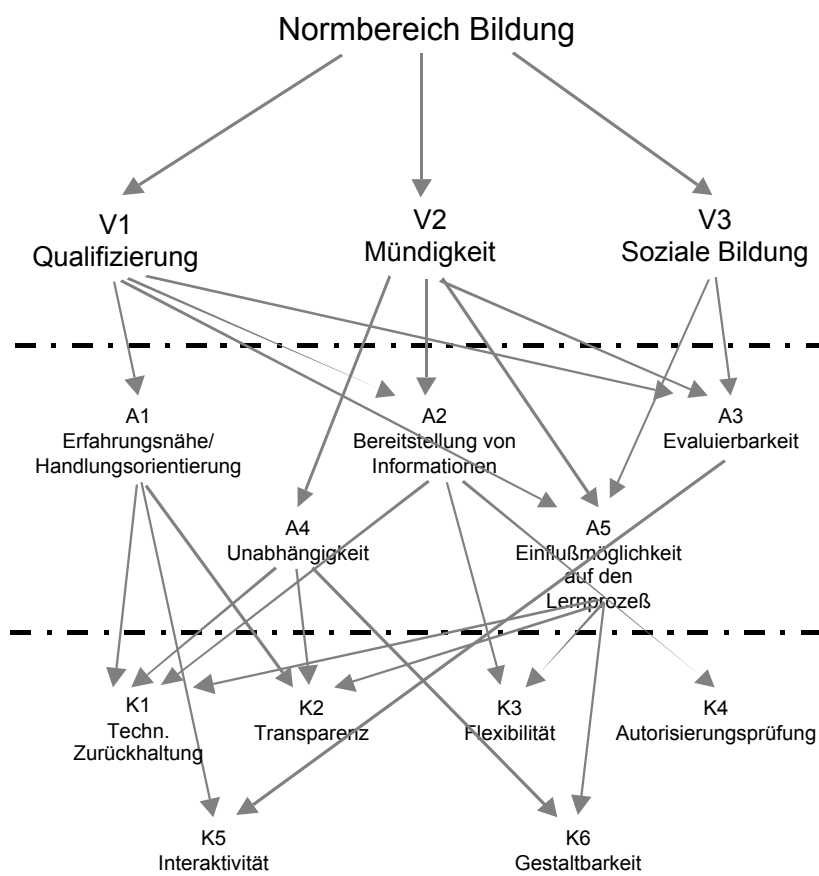 Normbereich Bildung
V1
Qualifizierung
V2
Mündigkeit
V3
Soziale Bildung
A1
Erfahrungsnähe/
Handlungsorientierung
A2
Bereitstellung von
Informationen
A3
Evaluierbarkeit
A4
Unabhängigkeit
A5
Einflußmöglichkeit
auf den
Lernprozeß
K1
Techn.
Zurückhaltung
K2
Transparenz
K3
Flexibilität
K4
Autorisierungsprüfung
K5
Interaktivität
K6
Gestaltbarkeit